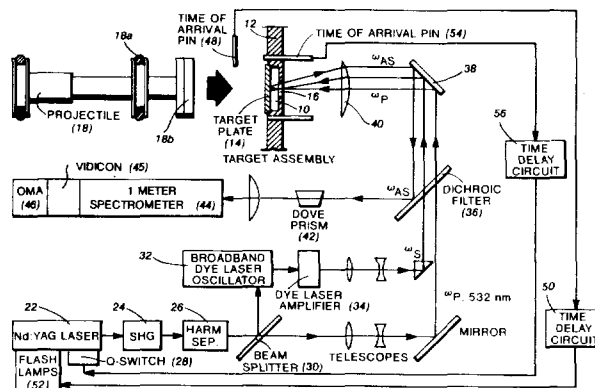 18a
12
TIME OF
ARRIVAL
PIN (48)
TIME OF ARRIVAL PIN (54)
ωAS
38
ωP
40
16
10
PROJECTILE
(18)
18b
TARGET
PLATE
(14)
TARGET ASSEMBLY
56
TIME
DELAY
CIRCUIT
VIDICON (45)
OMA
(46)
1 METER
SPECTROMETER (44)
ωAS
DICHROIC
FILTER
(36)
DOVE
PRISM
(42)
32
BROADBAND
DYE LASER
OSCILLATOR
DYE LASER
AMPLIFIER (34)
ωS
ωP, 532 nm
50
TIME
DELAY
CIRCUIT
22
24
26
Nd:YAG LASER
SHG
HARM
SEP.
FLASH
LAMPS
(52)
Q-SWITCH (28)
BEAM
SPLITTER (30)
TELESCOPES
MIRROR